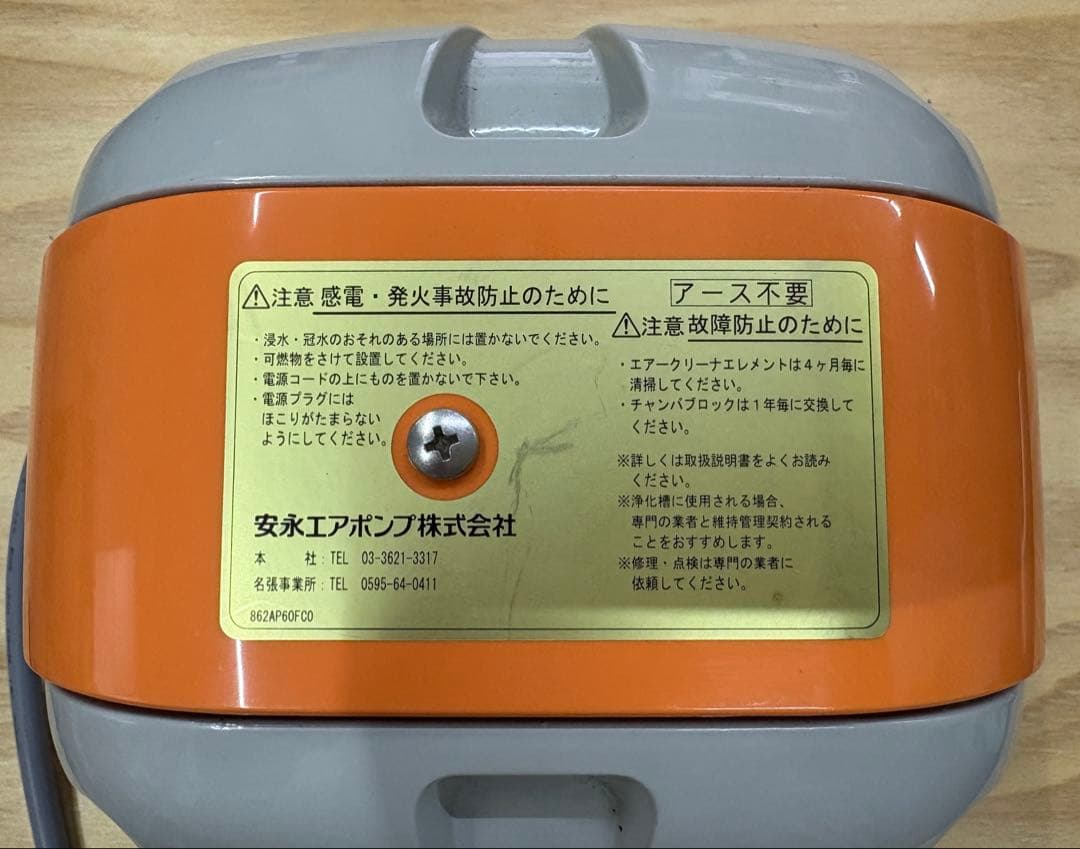 ⚠注意 感電・発火事故防止のために
・浸水・冠水のおそれのある場所には置かないでください。
・可燃物をさけて設置してください。
・電源コードの上にものを置かないで下さい。
・電源プラグには
ほこりがたまらない
ようにしてください。
安永エアポンプ株式会社
本 社:TEL 03-3621-3317
名張事業所:TEL 0595-64-0411
862AP60FC0
アース不要
⚠注意 故障防止のために
・エアークリーナエレメントは4ヶ月毎に
清掃してください。
・チャンバブロックは1年毎に交換して
ください。
※詳しくは取扱説明書をよくお読み
ください。
※浄化槽に使用される場合、
専門の業者と維持管理契約される
ことをおすすめします。
※修理・点検は専門の業者に
依頼してください。